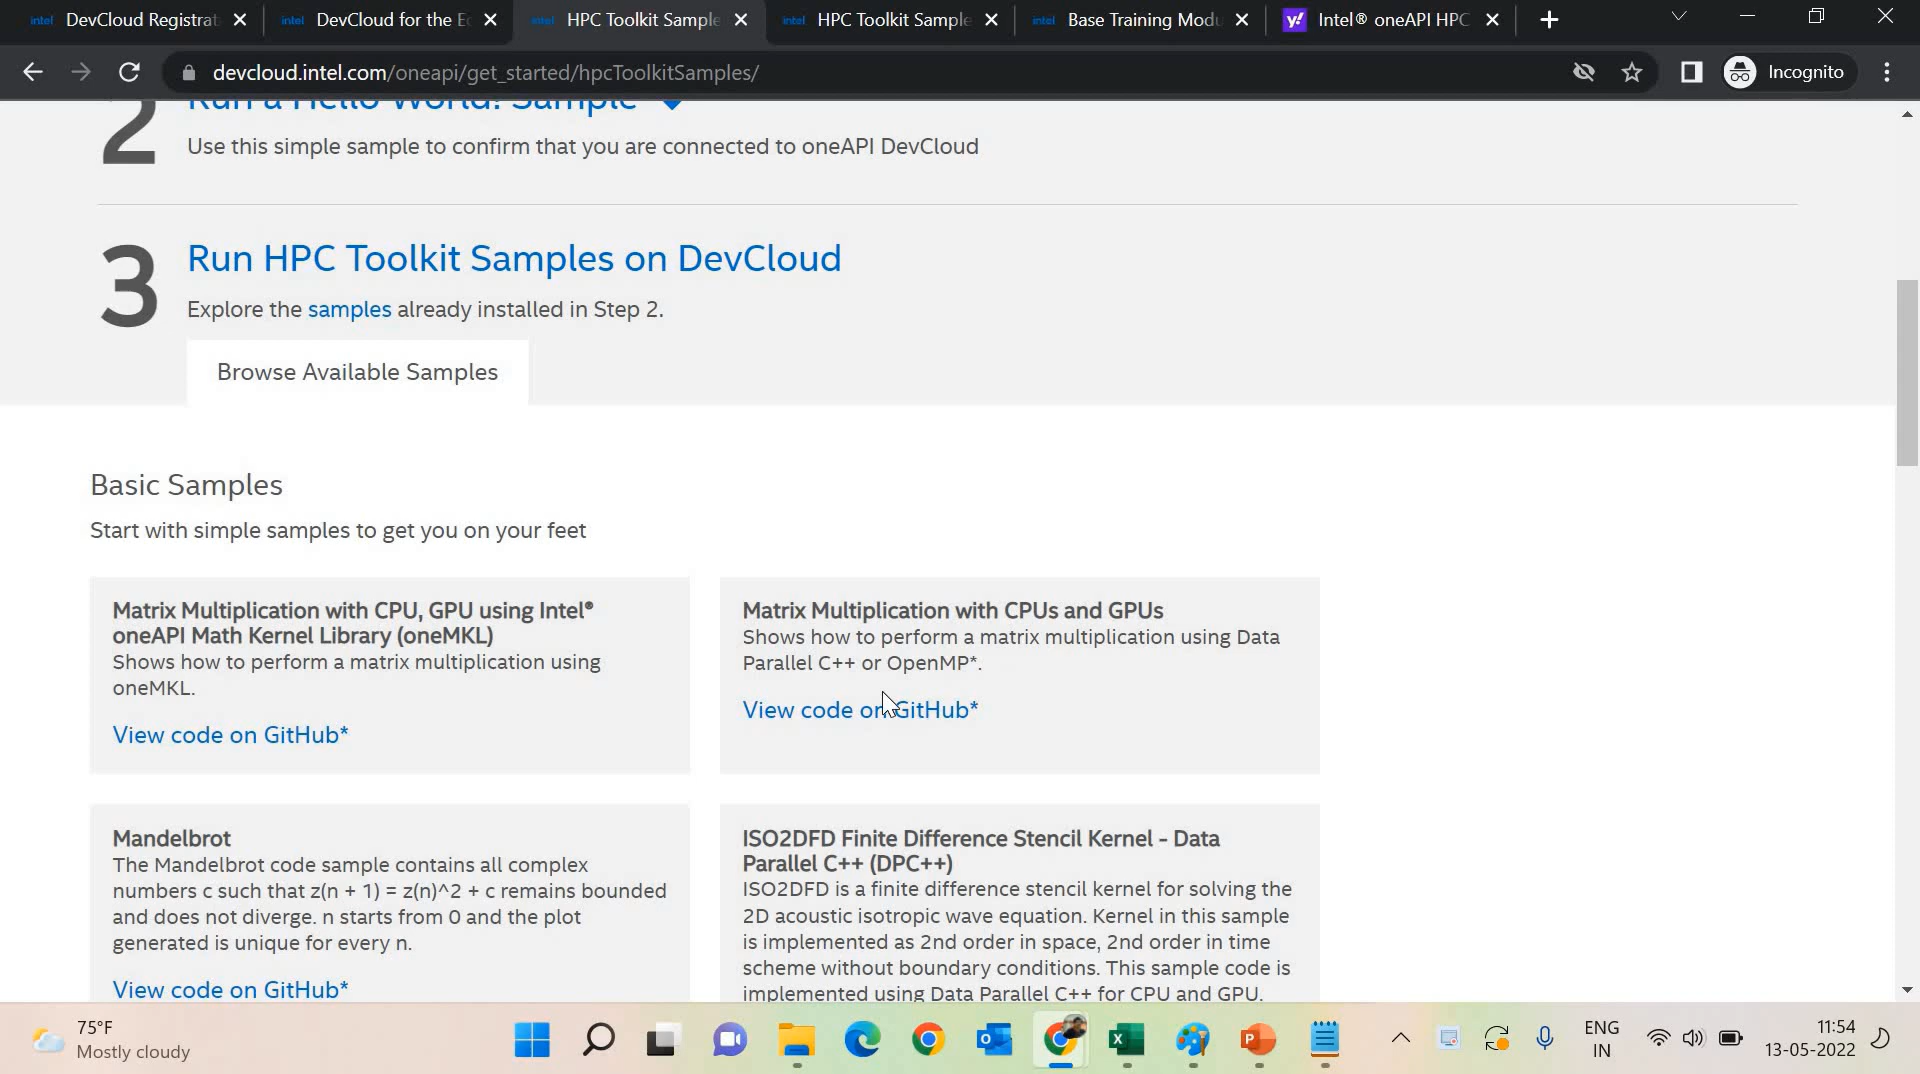 intel DevCloud Registrat
intel DevCloud for the E
intel HPC Toolkit Sample
intel HPC Toolkit Sample
intel Base Training Modu
y! Intel® oneAPI HPC
devcloud.intel.com/oneapi/get_started/hpcToolkitSamples/
Incognito
2 Run a Hello World! Sample
Use this simple sample to confirm that you are connected to oneAPI DevCloud
3 Run HPC Toolkit Samples on DevCloud
Explore the samples already installed in Step 2.
Browse Available Samples
Basic Samples
Start with simple samples to get you on your feet
Matrix Multiplication with CPU, GPU using Intel®
oneAPI Math Kernel Library (oneMKL)
Shows how to perform a matrix multiplication using
oneMKL.
View code on GitHub*
Matrix Multiplication with CPUs and GPUs
Shows how to perform a matrix multiplication using Data
Parallel C++ or OpenMP*.
View code on GitHub*
Mandelbrot
The Mandelbrot code sample contains all complex
numbers c such that z(n + 1) = z(n)^2 + c remains bounded
and does not diverge. n starts from 0 and the plot
generated is unique for every n.
View code on GitHub*
ISO2DFD Finite Difference Stencil Kernel - Data
Parallel C++ (DPC++)
ISO2DFD is a finite difference stencil kernel for solving the
2D acoustic isotropic wave equation. Kernel in this sample
is implemented as 2nd order in space, 2nd order in time
scheme without boundary conditions. This sample code is
implemented using Data Parallel C++ for CPU and GPU.
75°F
Mostly cloudy
ENG
IN
11:54
13-05-2022